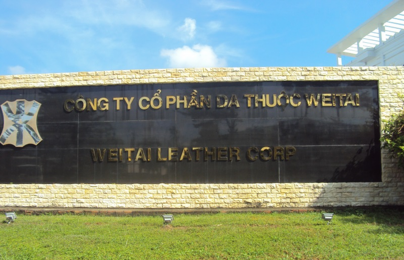 CÔNG TY CỔ PHẦN DA THUỘC WEITAI
WEITAI LEATHER CORP